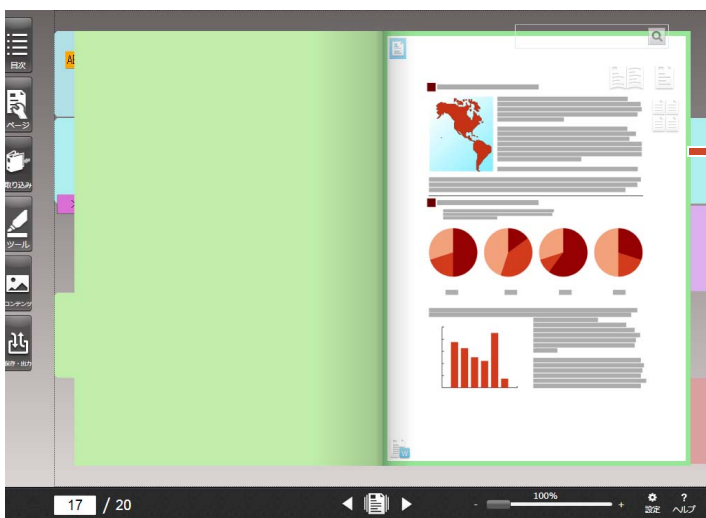 目次
ページ
取り込み
ツール
コンテンツ
保存・出力
17 / 20
100%
- +
設定
?
ヘルプ